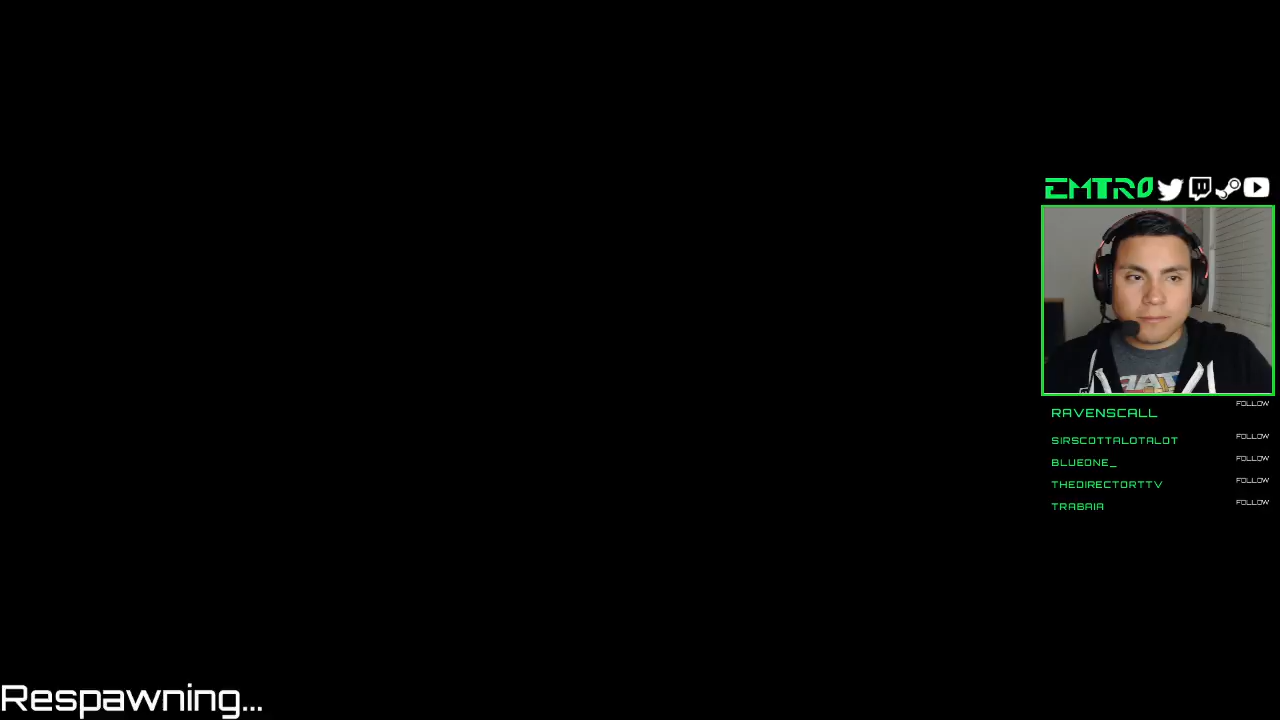 EMTRO
RAVENSCALL FOLLOW
SIRSCOTTALOTALOT FOLLOW
BLUEONE_ FOLLOW
THEDIRECTORTTV FOLLOW
TRABAIA FOLLOW
Respawning...